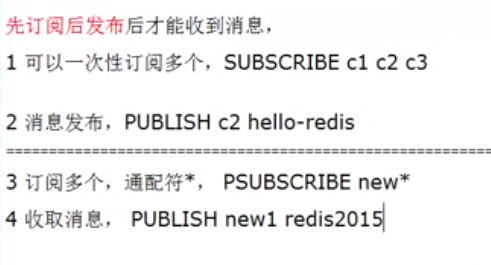 先订阅后发布后才能收到消息，
1 可以一次性订阅多个，SUBSCRIBE c1 c2 c3
2 消息发布，PUBLISH c2 hello-redis
================================================================
3 订阅多个，通配符*， PSUBSCRIBE new*
4 收取消息， PUBLISH new1 redis2015